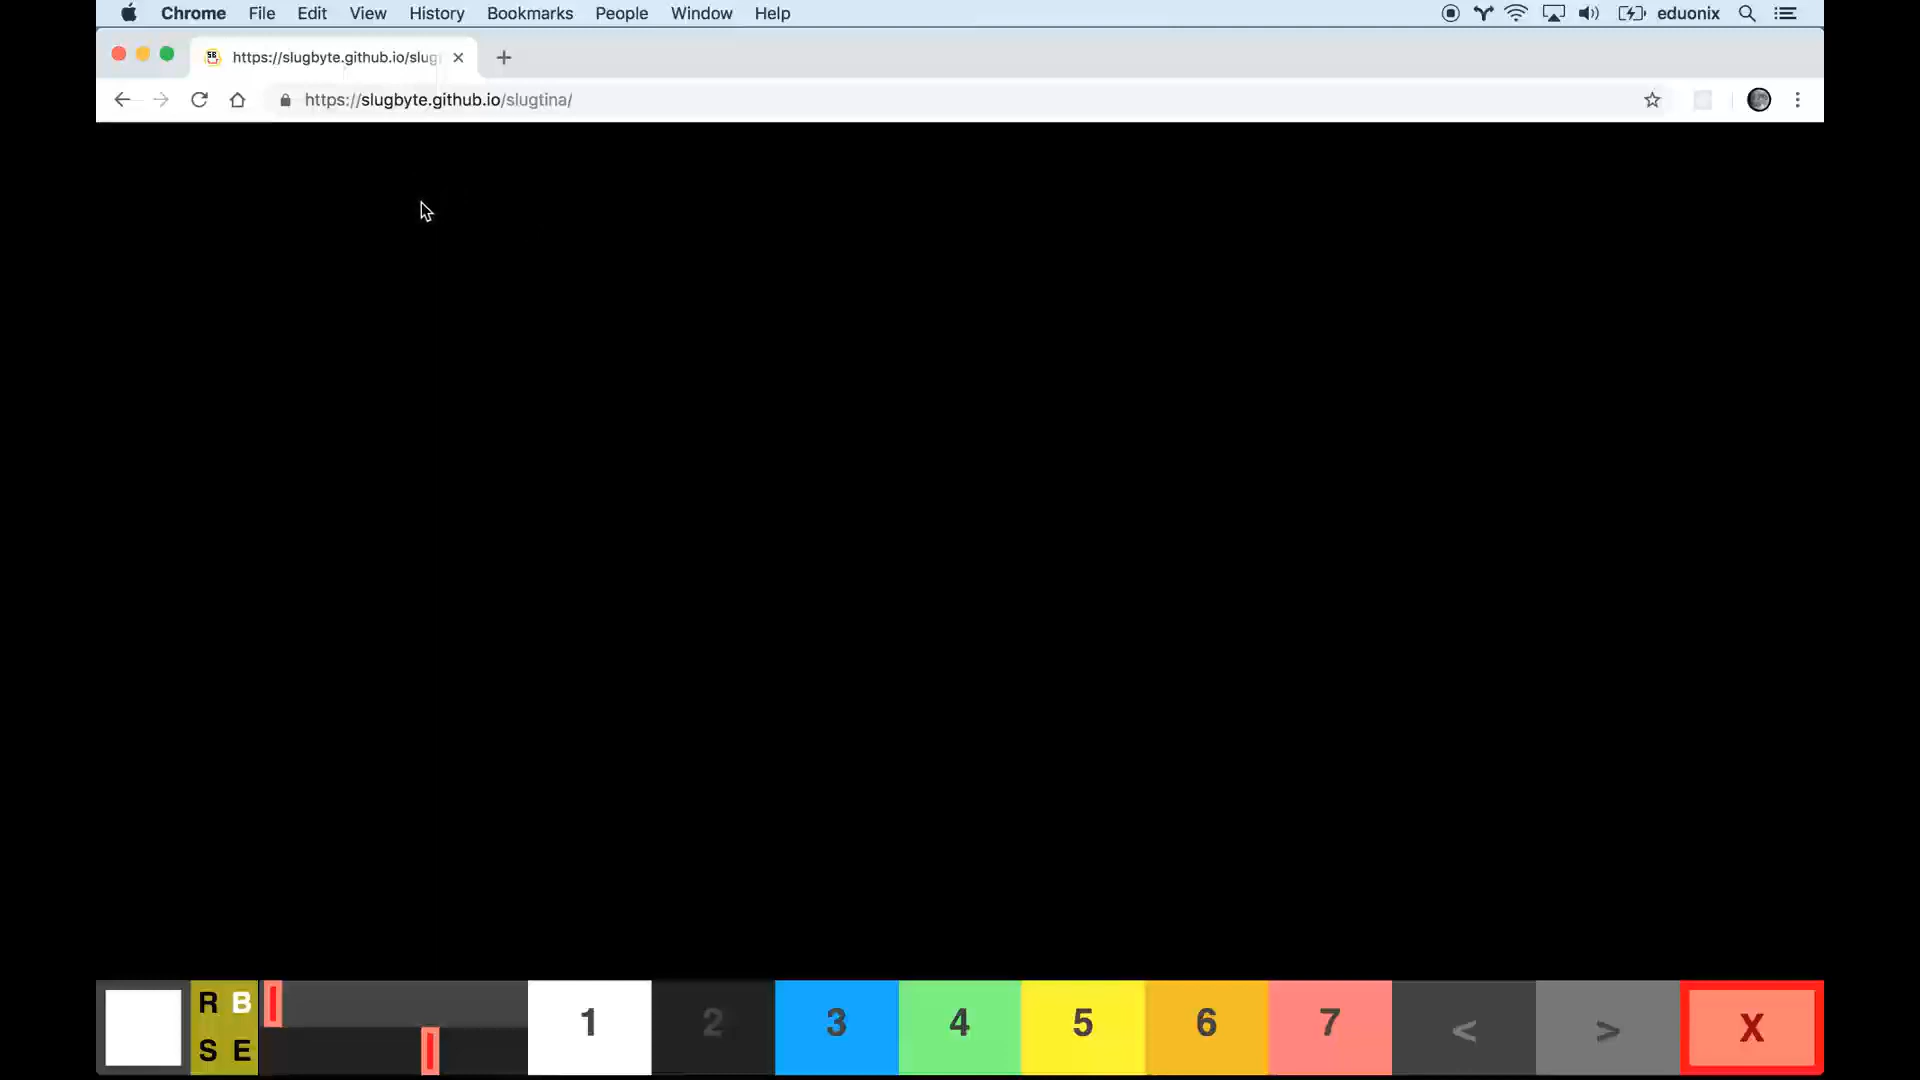 Chrome File Edit View History Bookmarks People Window Help eduonix
SB https://slugbyte.github.io/slug
https://slugbyte.github.io/slugtina/
R B
S E
1 2 3 4 5 6 7 < > X